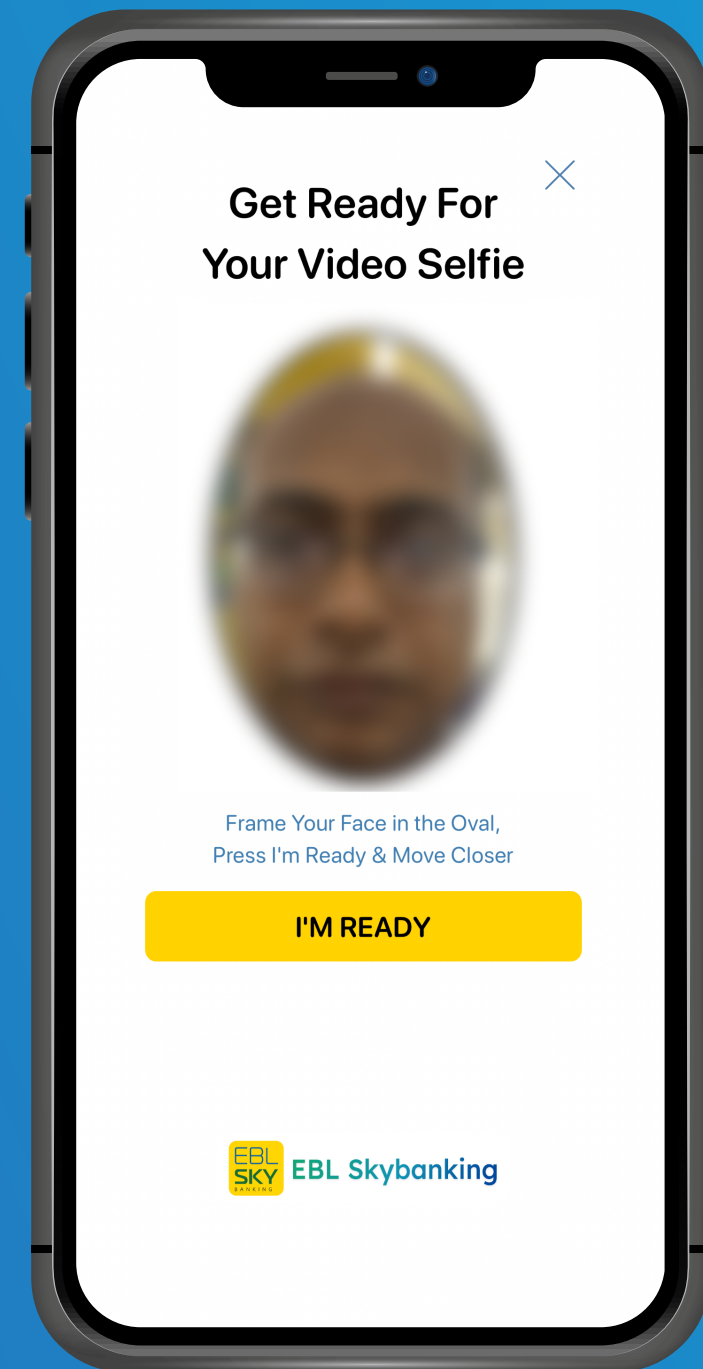 Get Ready For
Your Video Selfie
Frame Your Face in the Oval,
Press I'm Ready & Move Closer
I'M READY
EBL
SKY
BANKING
EBL Skybanking